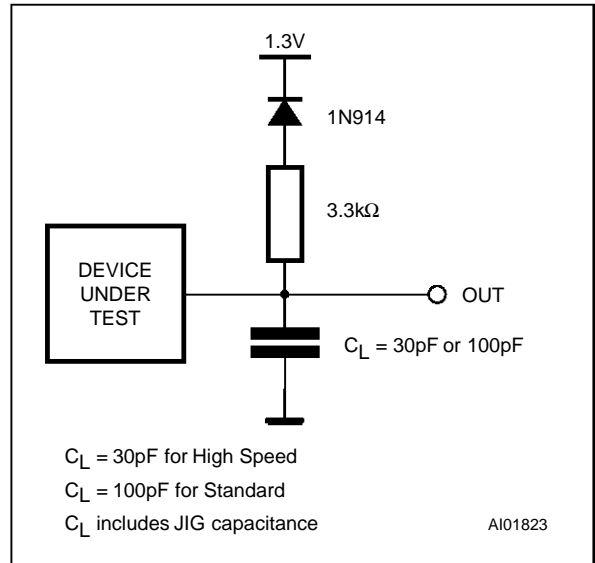 1.3V
1N914
3.3kΩ
DEVICE
UNDER
TEST
OUT
CL = 30pF or 100pF
CL = 30pF for High Speed
CL = 100pF for Standard
CL includes JIG capacitance
AI01823